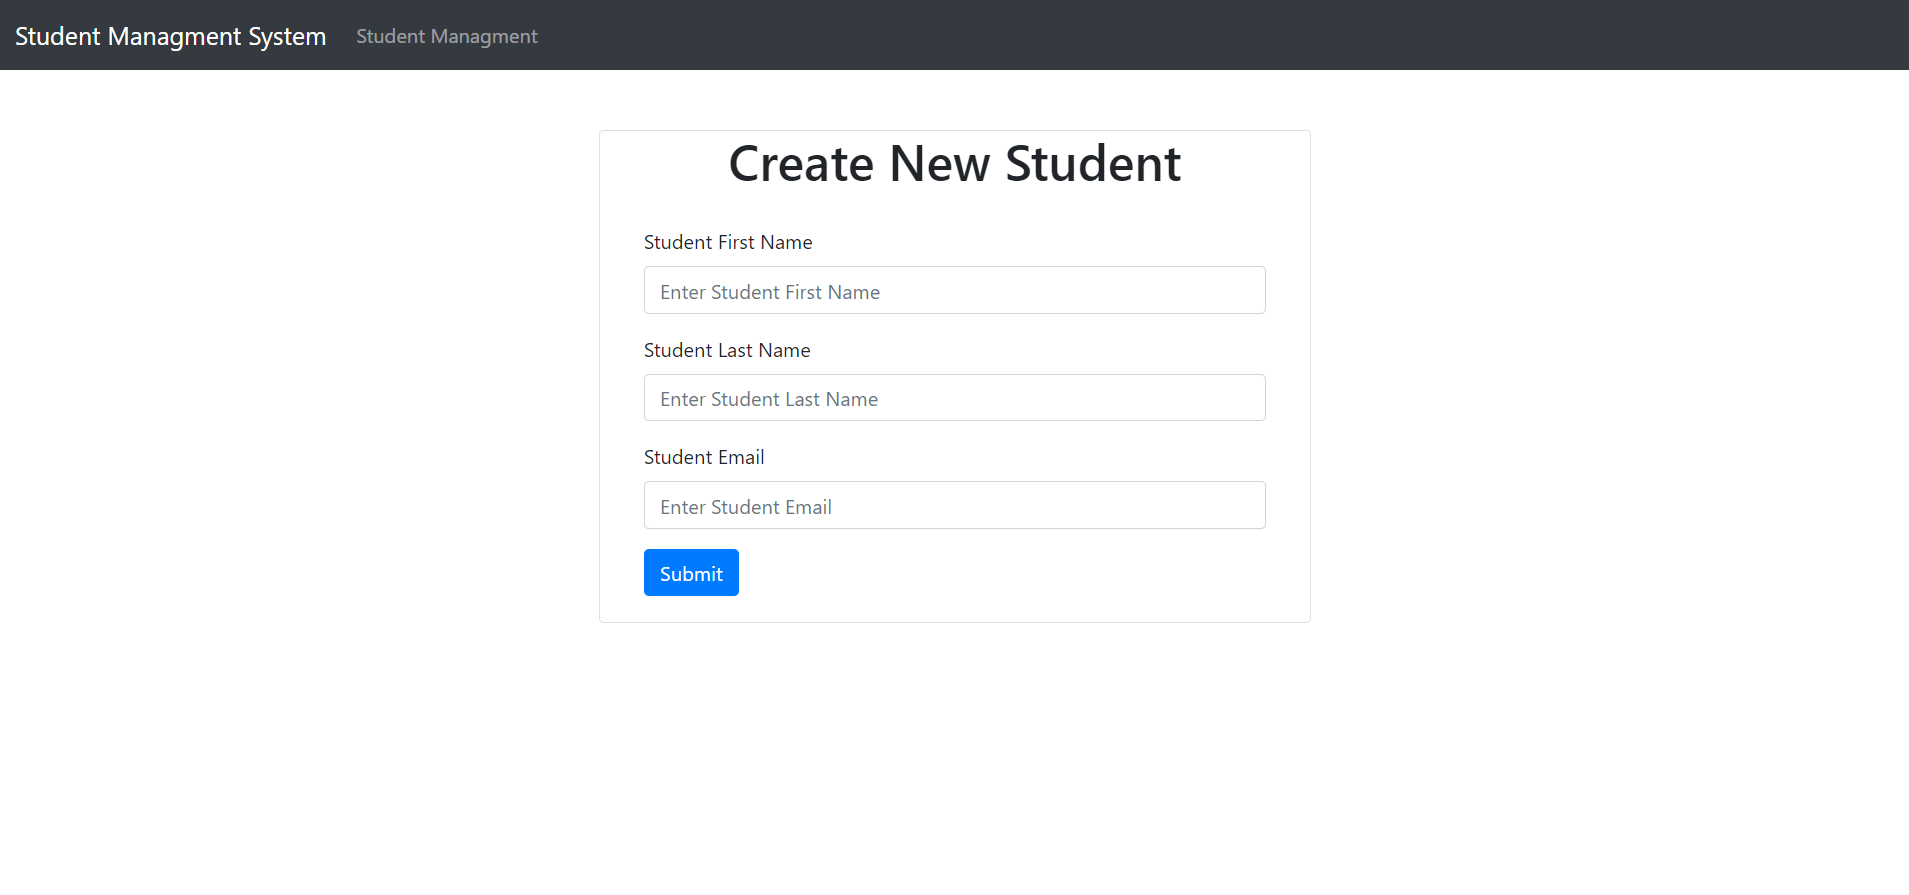 Student Managment System Student Managment
Create New Student
Student First Name
Enter Student First Name
Student Last Name
Enter Student Last Name
Student Email
Enter Student Email
Submit